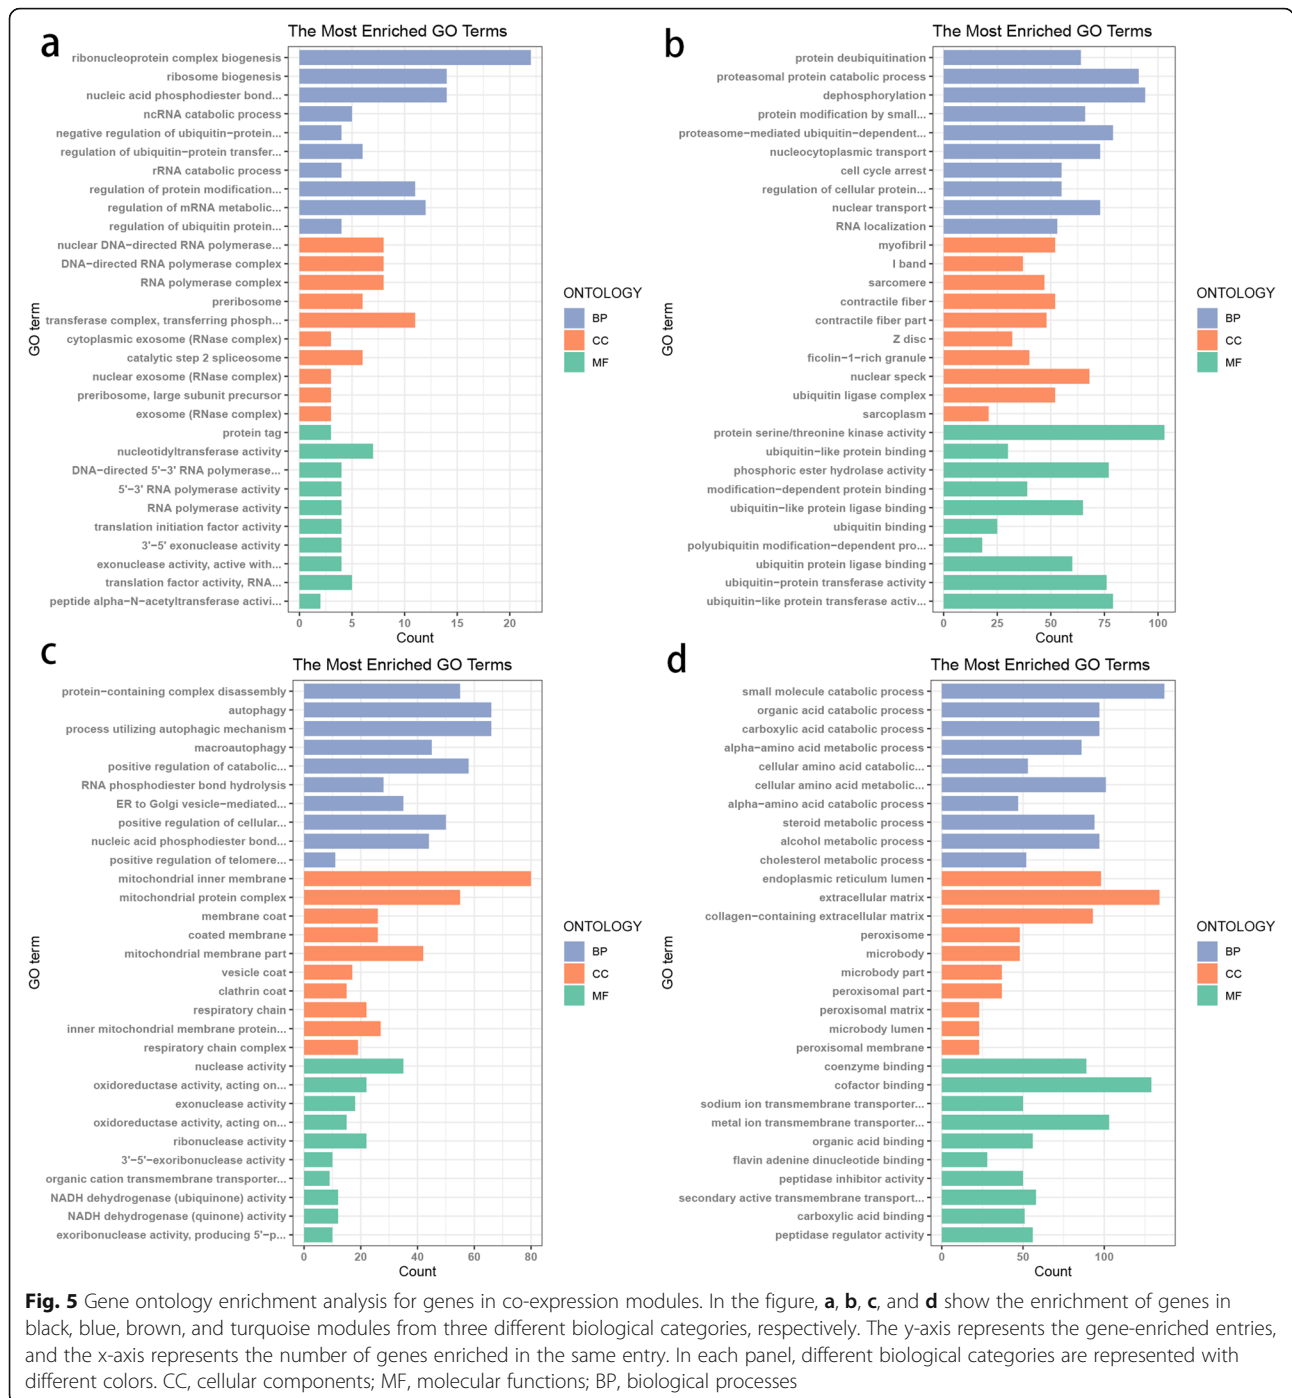 a
The Most Enriched GO Terms
ribonucleoprotein complex biogenesis
ribosome biogenesis
nucleic acid phosphodiester bond...
ncRNA catabolic process
negative regulation of ubiquitin−protein...
regulation of ubiquitin−protein transfer...
rRNA catabolic process
regulation of protein modification...
regulation of mRNA metabolic...
regulation of ubiquitin protein...
nuclear DNA−directed RNA polymerase...
DNA−directed RNA polymerase complex
RNA polymerase complex
preribosome
transferase complex, transferring phosph...
cytoplasmic exosome (RNase complex)
catalytic step 2 spliceosome
nuclear exosome (RNase complex)
preribosome, large subunit precursor
exosome (RNase complex)
protein tag
nucleotidyltransferase activity
DNA−directed 5'−3' RNA polymerase...
5'−3' RNA polymerase activity
RNA polymerase activity
translation initiation factor activity
3'−5' exonuclease activity
exonuclease activity, active with...
translation factor activity, RNA...
peptide alpha−N−acetyltransferase activi...
GO term
0 5 10 15 20
Count
ONTOLOGY
BP
CC
MF
b
The Most Enriched GO Terms
protein deubiquitination
proteasomal protein catabolic process
dephosphorylation
protein modification by small...
proteasome−mediated ubiquitin−dependent...
nucleocytoplasmic transport
cell cycle arrest
regulation of cellular protein...
nuclear transport
RNA localization
myofibril
I band
sarcomere
contractile fiber
contractile fiber part
Z disc
ficolin−1−rich granule
nuclear speck
ubiquitin ligase complex
sarcoplasm
protein serine/threonine kinase activity
ubiquitin−like protein binding
phosphoric ester hydrolase activity
modification−dependent protein binding
ubiquitin−like protein ligase binding
ubiquitin binding
polyubiquitin modification−dependent pro...
ubiquitin protein ligase binding
ubiquitin−protein transferase activity
ubiquitin−like protein transferase activ...
GO term
0 25 50 75 100
Count
ONTOLOGY
BP
CC
MF
c
The Most Enriched GO Terms
protein−containing complex disassembly
autophagy
process utilizing autophagic mechanism
macroautophagy
positive regulation of catabolic...
RNA phosphodiester bond hydrolysis
ER to Golgi vesicle−mediated...
positive regulation of cellular...
nucleic acid phosphodiester bond...
positive regulation of telomere...
mitochondrial inner membrane
mitochondrial protein complex
membrane coat
coated membrane
mitochondrial membrane part
vesicle coat
clathrin coat
respiratory chain
inner mitochondrial membrane protein...
respiratory chain complex
nuclease activity
oxidoreductase activity, acting on...
exonuclease activity
oxidoreductase activity, acting on...
ribonuclease activity
3'−5'−exoribonuclease activity
organic cation transmembrane transporter...
NADH dehydrogenase (ubiquinone) activity
NADH dehydrogenase (quinone) activity
exoribonuclease activity, producing 5'−p...
GO term
0 20 40 60 80
Count
ONTOLOGY
BP
CC
MF
d
The Most Enriched GO Terms
small molecule catabolic process
organic acid catabolic process
carboxylic acid catabolic process
alpha−amino acid metabolic process
cellular amino acid catabolic...
cellular amino acid metabolic...
alpha−amino acid catabolic process
steroid metabolic process
alcohol metabolic process
cholesterol metabolic process
endoplasmic reticulum lumen
extracellular matrix
collagen−containing extracellular matrix
peroxisome
microbody
microbody part
peroxisomal part
peroxisomal matrix
microbody lumen
peroxisomal membrane
coenzyme binding
cofactor binding
sodium ion transmembrane transporter...
metal ion transmembrane transporter...
organic acid binding
flavin adenine dinucleotide binding
peptidase inhibitor activity
secondary active transmembrane transport...
carboxylic acid binding
peptidase regulator activity
GO term
0 50 100
Count
ONTOLOGY
BP
CC
MF
Fig. 5 Gene ontology enrichment analysis for genes in co-expression modules. In the figure, a, b, c, and d show the enrichment of genes in
black, blue, brown, and turquoise modules from three different biological categories, respectively. The y-axis represents the gene-enriched entries,
and the x-axis represents the number of genes enriched in the same entry. In each panel, different biological categories are represented with
different colors. CC, cellular components; MF, molecular functions; BP, biological processes